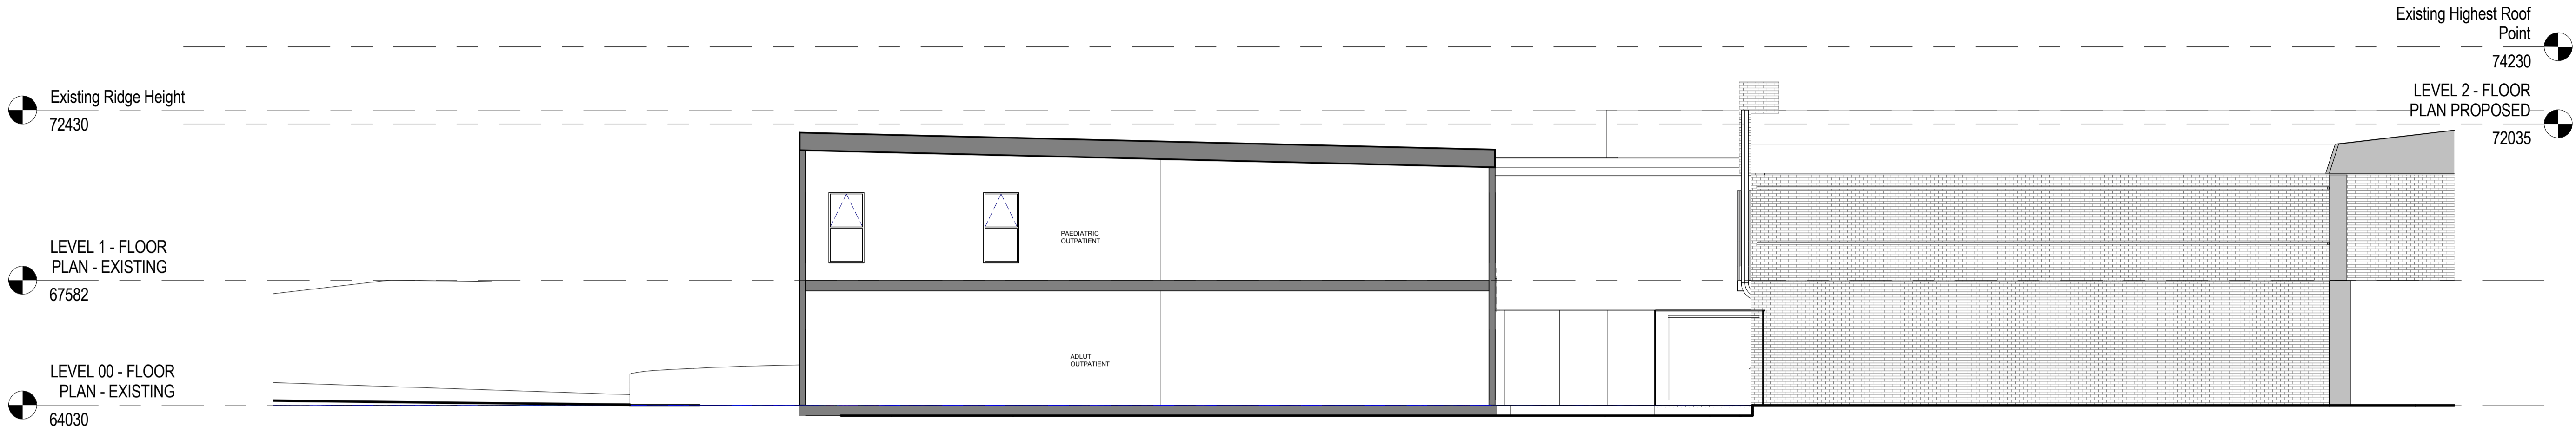 Existing Highest Roof
Point
74230
Existing Ridge Height
72430
LEVEL 2 - FLOOR
PLAN PROPOSED
72035
PAEDIATRIC
OUTPATIENT
LEVEL 1 - FLOOR
PLAN - EXISTING
67582
ADLUT
OUTPATIENT
LEVEL 00 - FLOOR
PLAN - EXISTING
64030